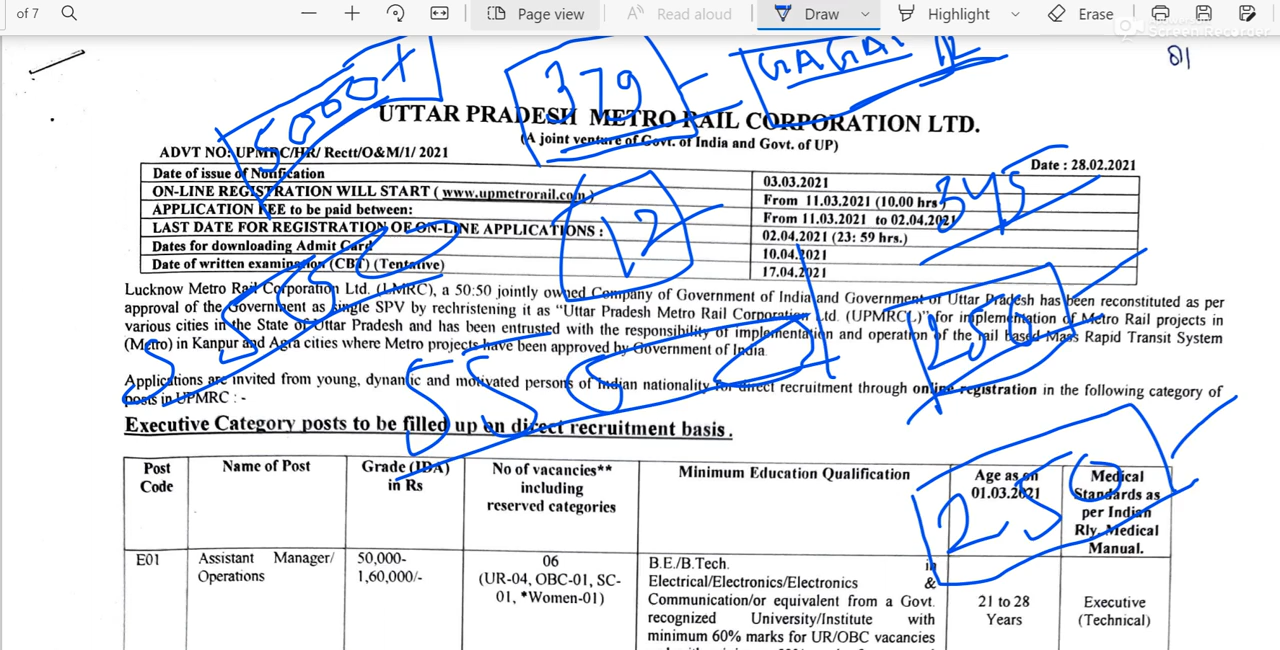 of 7
Page view
Read aloud
Draw
Highlight
Erase
Screen Recorder
01
5000+
379
UTTAR PRADESH METRO RAIL CORPORATION LTD.
(A joint venture of Govt. of India and Govt. of UP)
ADVT NO: UPMRC/HR/ Rectt/O&M/1/ 2021
Date : 28.02.2021
Date of issue of Notification 03.03.2021
ON-LINE REGISTRATION WILL START ( www.upmetrorail.com ) From 11.03.2021 (10.00 hrs)
APPLICATION FEE to be paid between: From 11.03.2021 to 02.04.2021
LAST DATE FOR REGISTRATION OF ON-LINE APPLICATIONS : 02.04.2021 (23: 59 hrs.)
Dates for downloading Admit Card 10.04.2021
Date of written examination (CBT) (Tentative) 17.04.2021
345
12
Lucknow Metro Rail Corporation Ltd. (LMRC), a 50:50 jointly owned Company of Government of India and Government of Uttar Pradesh has been reconstituted as per
approval of the Government as single SPV by rechristening it as "Uttar Pradesh Metro Rail Corporation Ltd. (UPMRCL)" for implementation of Metro Rail projects in
various cities in the State of Uttar Pradesh and has been entrusted with the responsibility of implementation and operation of the rail based Mass Rapid Transit System
(Metro) in Kanpur and Agra cities where Metro projects have been approved by Government of India.
5500
1250
Applications are invited from young, dynamic and motivated persons of Indian nationality for direct recruitment through online registration in the following category of
posts in UPMRC : -
Executive Category posts to be filled up on direct recruitment basis.
250
Post Code
Name of Post
Grade (IDA) in Rs
No of vacancies** including reserved categories
Minimum Education Qualification
Age as on 01.03.2021
Medical Standards as per Indian Rly. Medical Manual.
E01
Assistant Manager/ Operations
50,000-
1,60,000/-
06
(UR-04, OBC-01, SC-
01, *Women-01)
B.E./B.Tech. in
Electrical/Electronics/Electronics &
Communication/or equivalent from a Govt.
recognized University/Institute with
minimum 60% marks for UR/OBC vacancies
21 to 28
Years
Executive
(Technical)